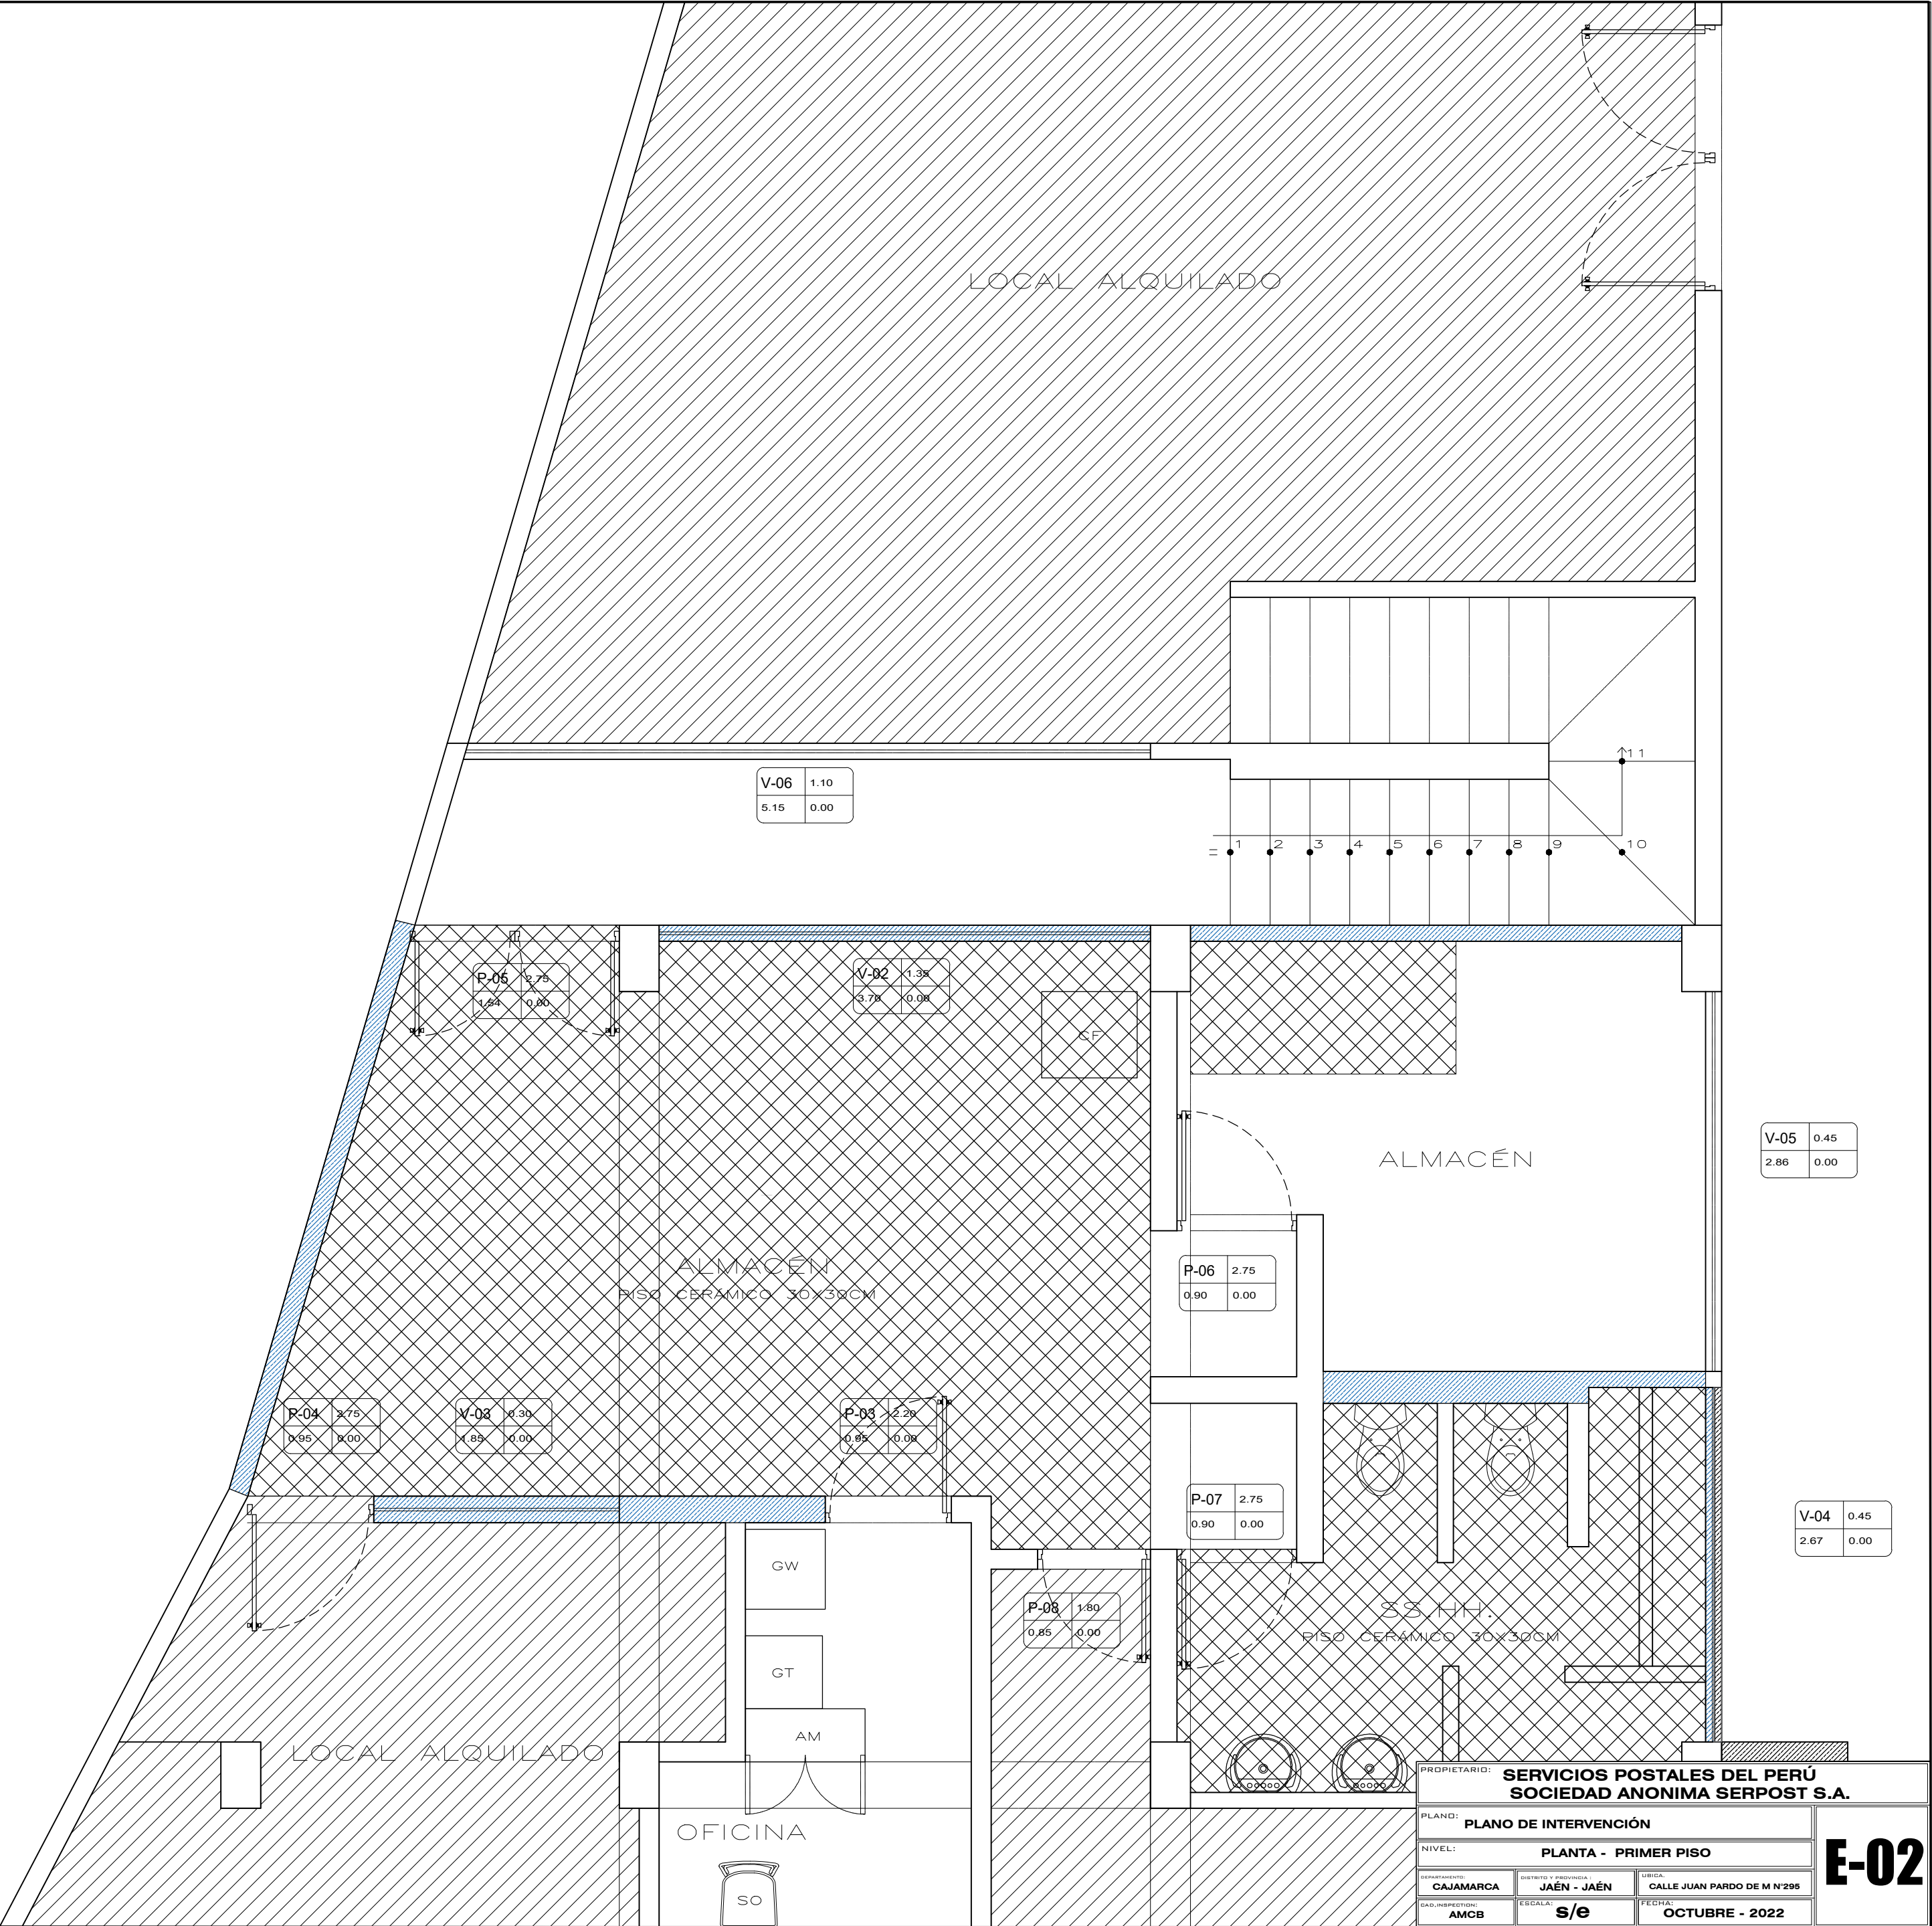 LOCAL ALQUILADO
V-06 1.10
5.15 0.00
11
1 2 3 4 5 6 7 8 9 10
P-05 2.75
1.54 0.00
V-02 1.35
3.70 0.00
CF
ALMACÉN
V-05 0.45
2.86 0.00
ALMACÉN
PISO CERÁMICO 30X30CM
P-06 2.75
0.90 0.00
P-04 2.75
0.95 0.00
V-03 0.30
1.85 0.00
P-03 2.20
0.95 0.00
P-07 2.75
0.90 0.00
V-04 0.45
2.67 0.00
GW
GT
AM
P-08 1.80
0.85 0.00
SS.HH.
PISO CERÁMICO 30X30CM
LOCAL ALQUILADO
OFICINA
SO
PROPIETARIO: SERVICIOS POSTALES DEL PERÚ
SOCIEDAD ANONIMA SERPOST S.A.
PLANO: PLANO DE INTERVENCIÓN
NIVEL: PLANTA - PRIMER PISO
E-02
DEPARTAMENTO: CAJAMARCA
DISTRITO Y PROVINCIA : JAÉN - JAÉN
UBICA. CALLE JUAN PARDO DE M N°295
CAD.INSPECTION: AMCB
ESCALA: s/e
FECHA: OCTUBRE - 2022